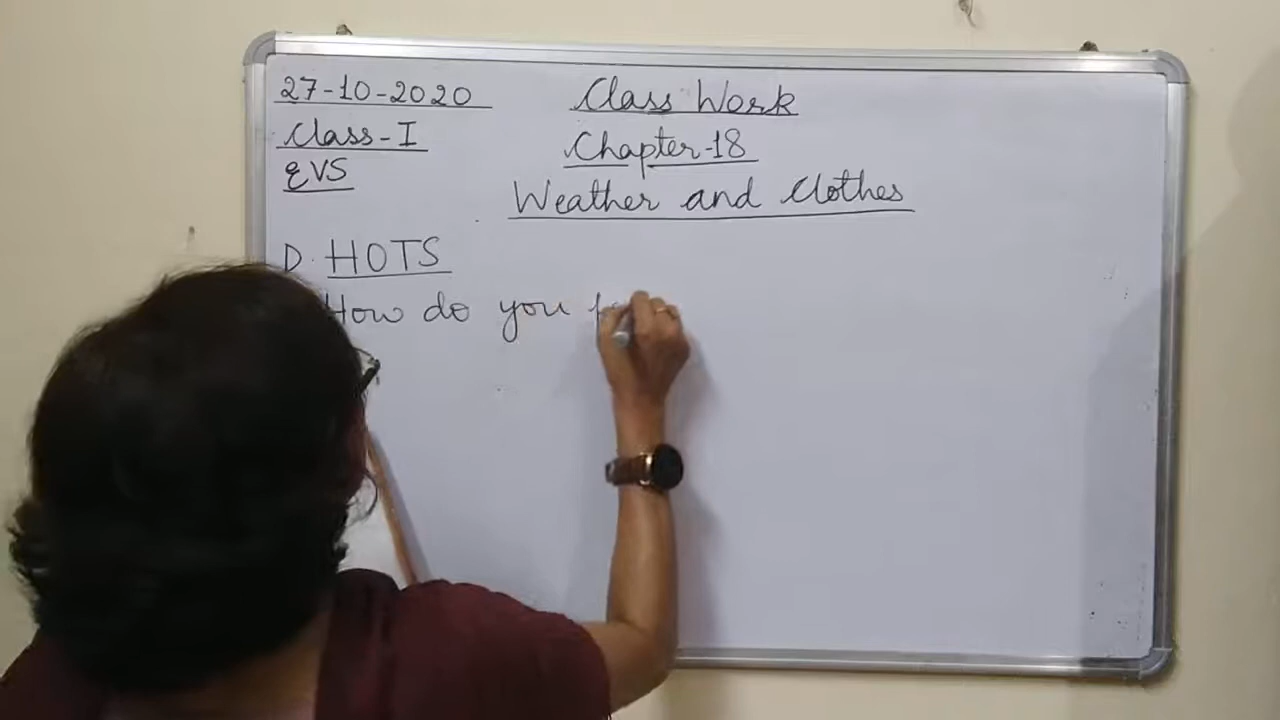 27-10-2020
Class Work
Class-I
Chapter-18
EVS
Weather and Clothes
D. HOTS
How do you